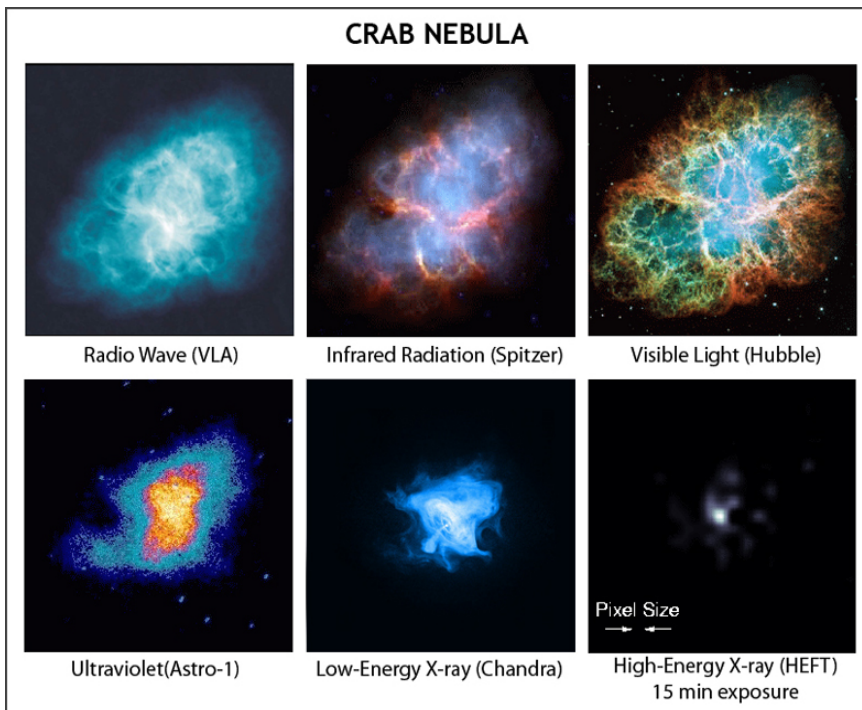 CRAB NEBULA
Radio Wave (VLA)
Infrared Radiation (Spitzer)
Visible Light (Hubble)
Ultraviolet(Astro-1)
Low-Energy X-ray (Chandra)
Pixel Size
High-Energy X-ray (HEFT)
15 min exposure